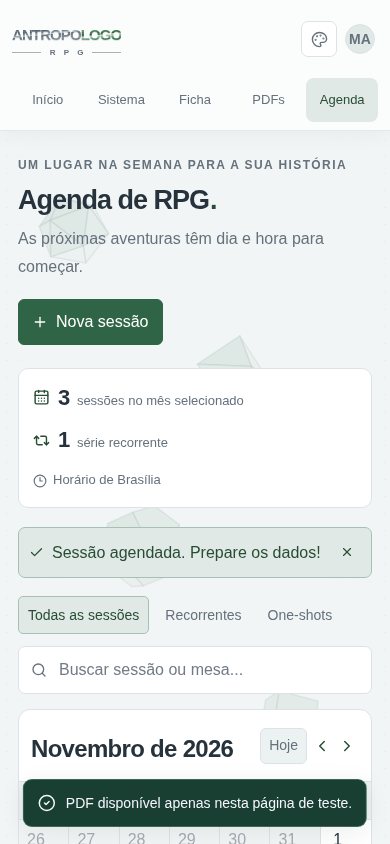 ANTROPOLOGO
RPG
MA
Início Sistema Ficha PDFs Agenda
UM LUGAR NA SEMANA PARA A SUA HISTÓRIA
Agenda de RPG.
As próximas aventuras têm dia e hora para
começar.
Nova sessão
3 sessões no mês selecionado
1 série recorrente
Horário de Brasília
Sessão agendada. Prepare os dados!
Todas as sessões Recorrentes One-shots
Buscar sessão ou mesa...
Novembro de 2026 Hoje
PDF disponível apenas nesta página de teste.
26 27 28 29 30 31 1